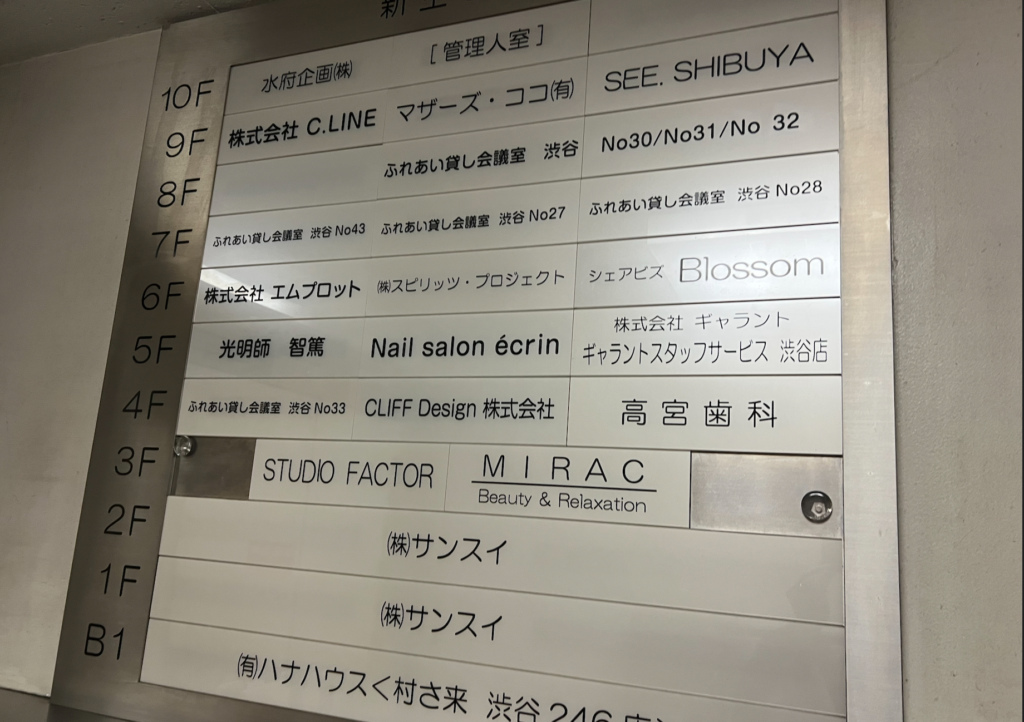 新
10F 水府企画㈱ [管理人室]
9F 株式会社 C.LINE マザーズ・ココ㈲ SEE. SHIBUYA
8F ふれあい貸し会議室 渋谷 No30/No31/No 32
7F ふれあい貸し会議室 渋谷 No43 ふれあい貸し会議室 渋谷 No27 ふれあい貸し会議室 渋谷 No28
6F 株式会社 エムプロット ㈱スピリッツ・プロジェクト シェアビズ Blossom
5F 光明師 智篤 Nail salon écrin 株式会社 ギャラント
ギャラントスタッフサービス 渋谷店
4F ふれあい貸し会議室 渋谷 No33 CLIFF Design 株式会社 高宮歯科
3F STUDIO FACTOR MIRAC
Beauty & Relaxation
2F ㈱サンスイ
1F ㈱サンスイ
B1 ㈲ハナハウスく村さ来 渋谷246